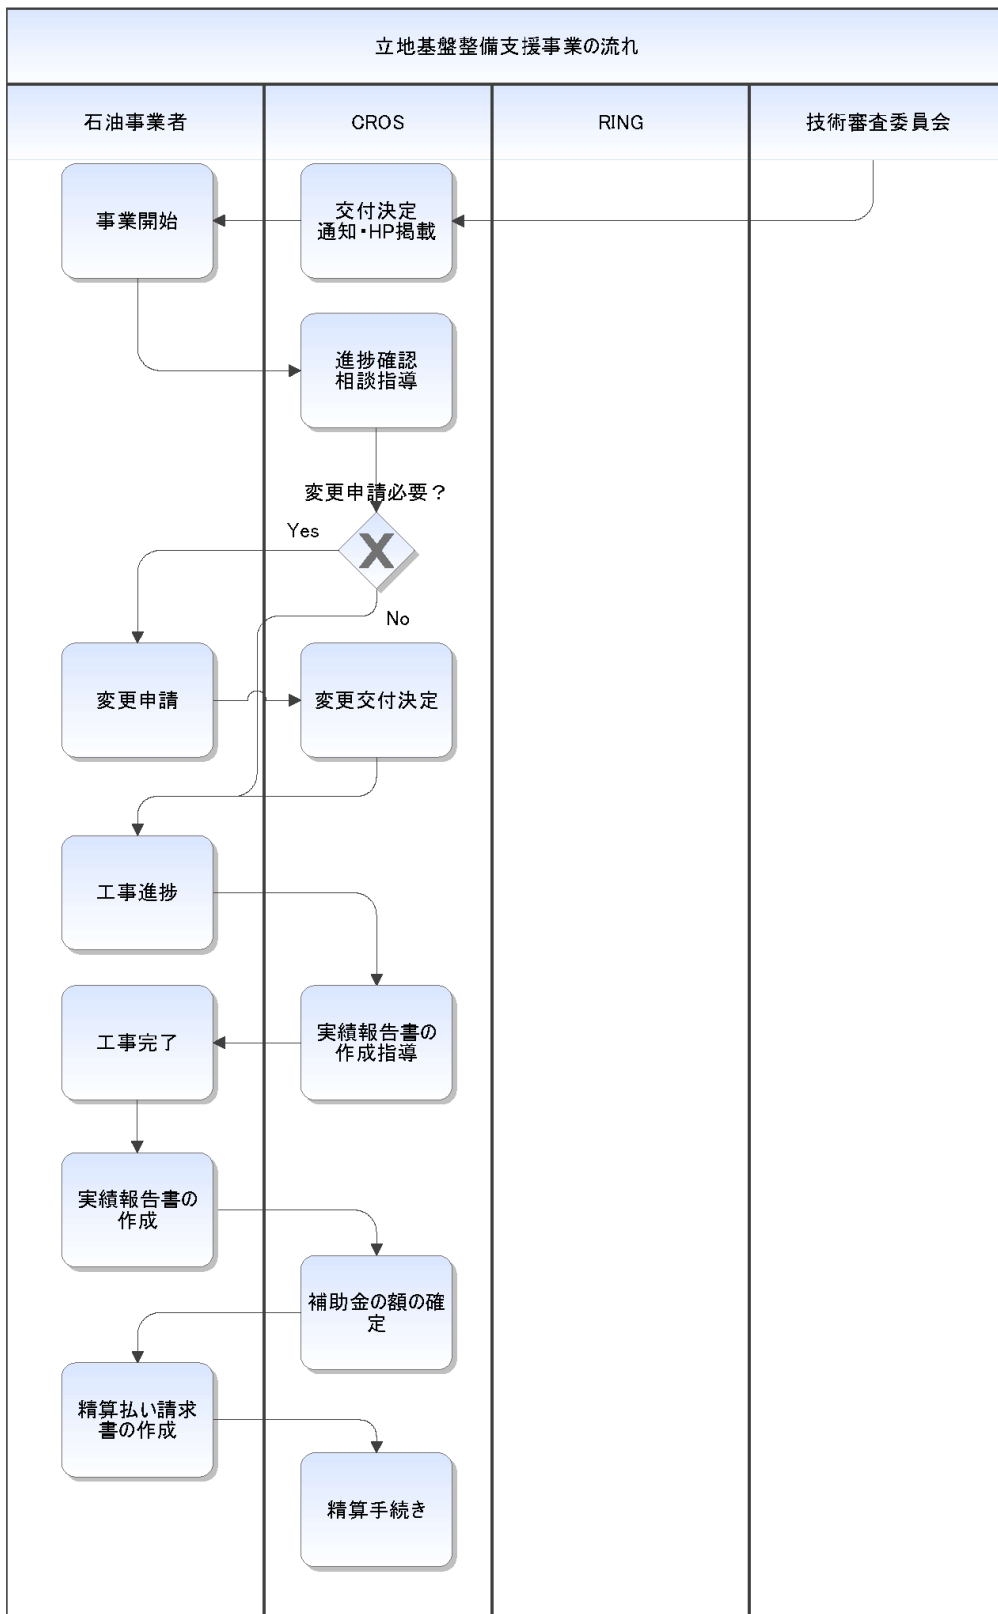 立地基盤整備支援事業の流れ
石油事業者
CROS
RING
技術審査委員会
事業開始
交付決定
通知・HP掲載
進捗確認
相談指導
変更申請必要？
Yes
X
No
変更申請
変更交付決定
工事進捗
工事完了
実績報告書の
作成指導
実績報告書の
作成
補助金の額の確
定
精算払い請求
書の作成
精算手続き